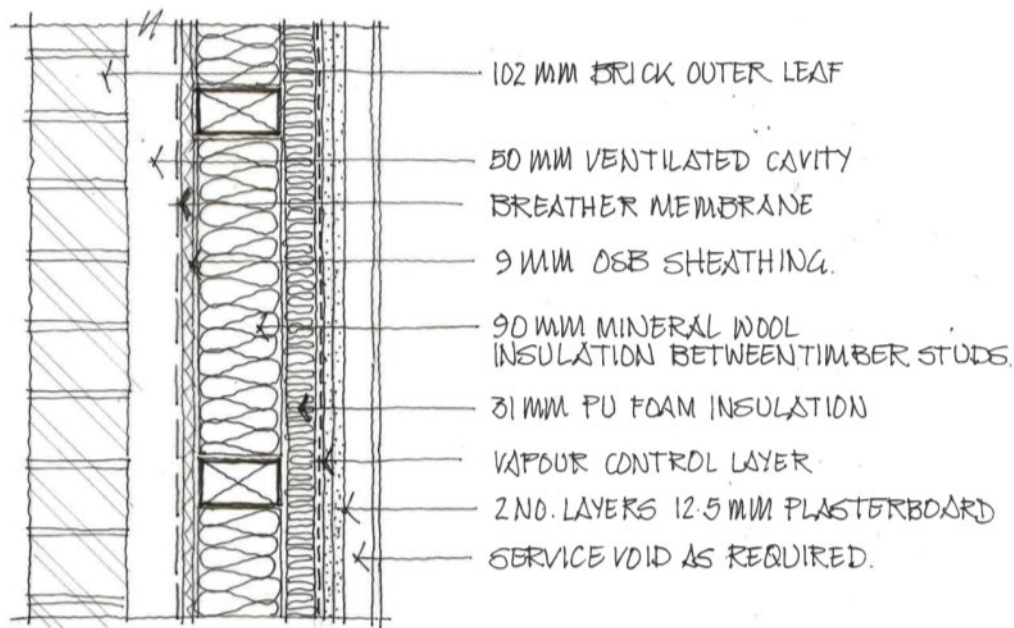 102 MM BRICK OUTER LEAF
50 MM VENTILATED CAVITY
BREATHER MEMBRANE
9 MM OSB SHEATHING.
90 MM MINERAL WOOL
INSULATION BETWEEN TIMBER STUDS.
31 MM PU FOAM INSULATION
VAPOUR CONTROL LAYER
2 NO. LAYERS 12.5 MM PLASTERBOARD
SERVICE VOID AS REQUIRED.